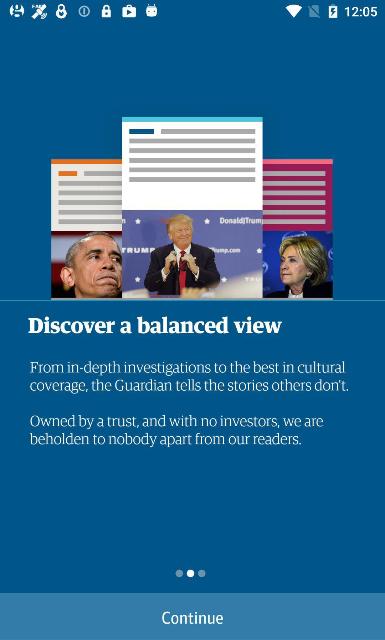 12:05
DonaldJTrum
TRUMP
Trump.com
Discover a balanced view
From in-depth investigations to the best in cultural
coverage, the Guardian tells the stories others don't.
Owned by a trust, and with no investors, we are
beholden to nobody apart from our readers.
Continue